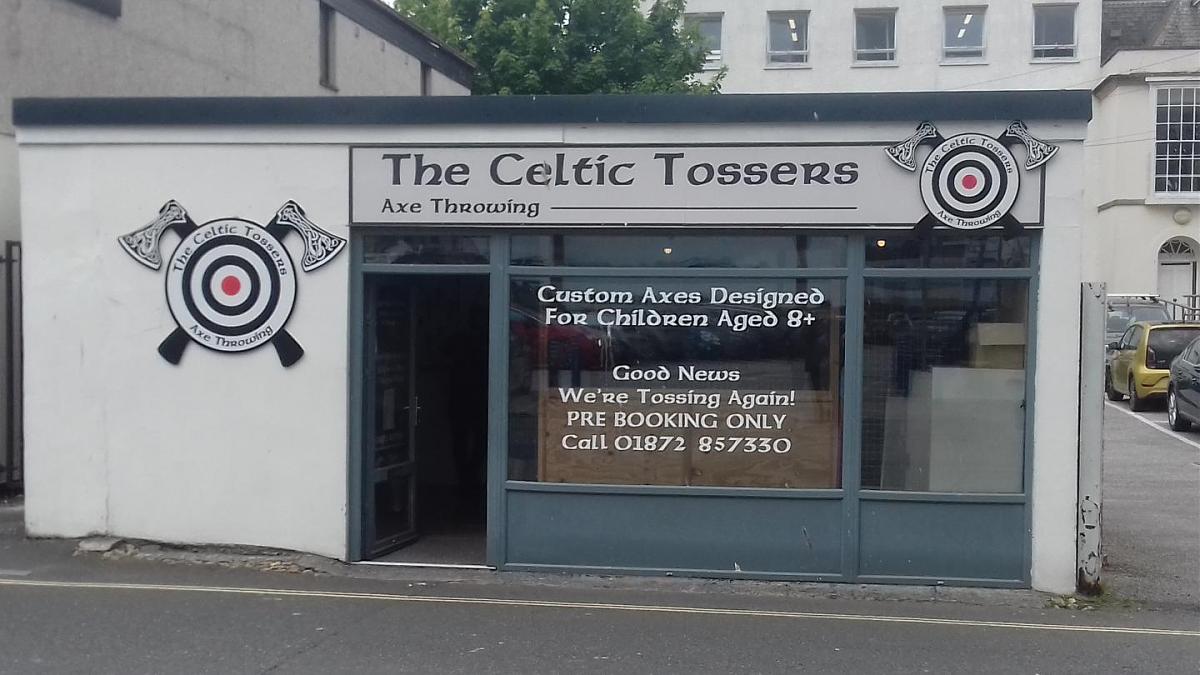 The Celtic Tossers
Axe Throwing
The Celtic Tossers
Axe Throwing
The Celtic Tossers
Axe Throwing
Custom Axes Designed
For Children Aged 8+
Good News
We're Tossing Again!
PRE BOOKING ONLY
Call 01872 857330